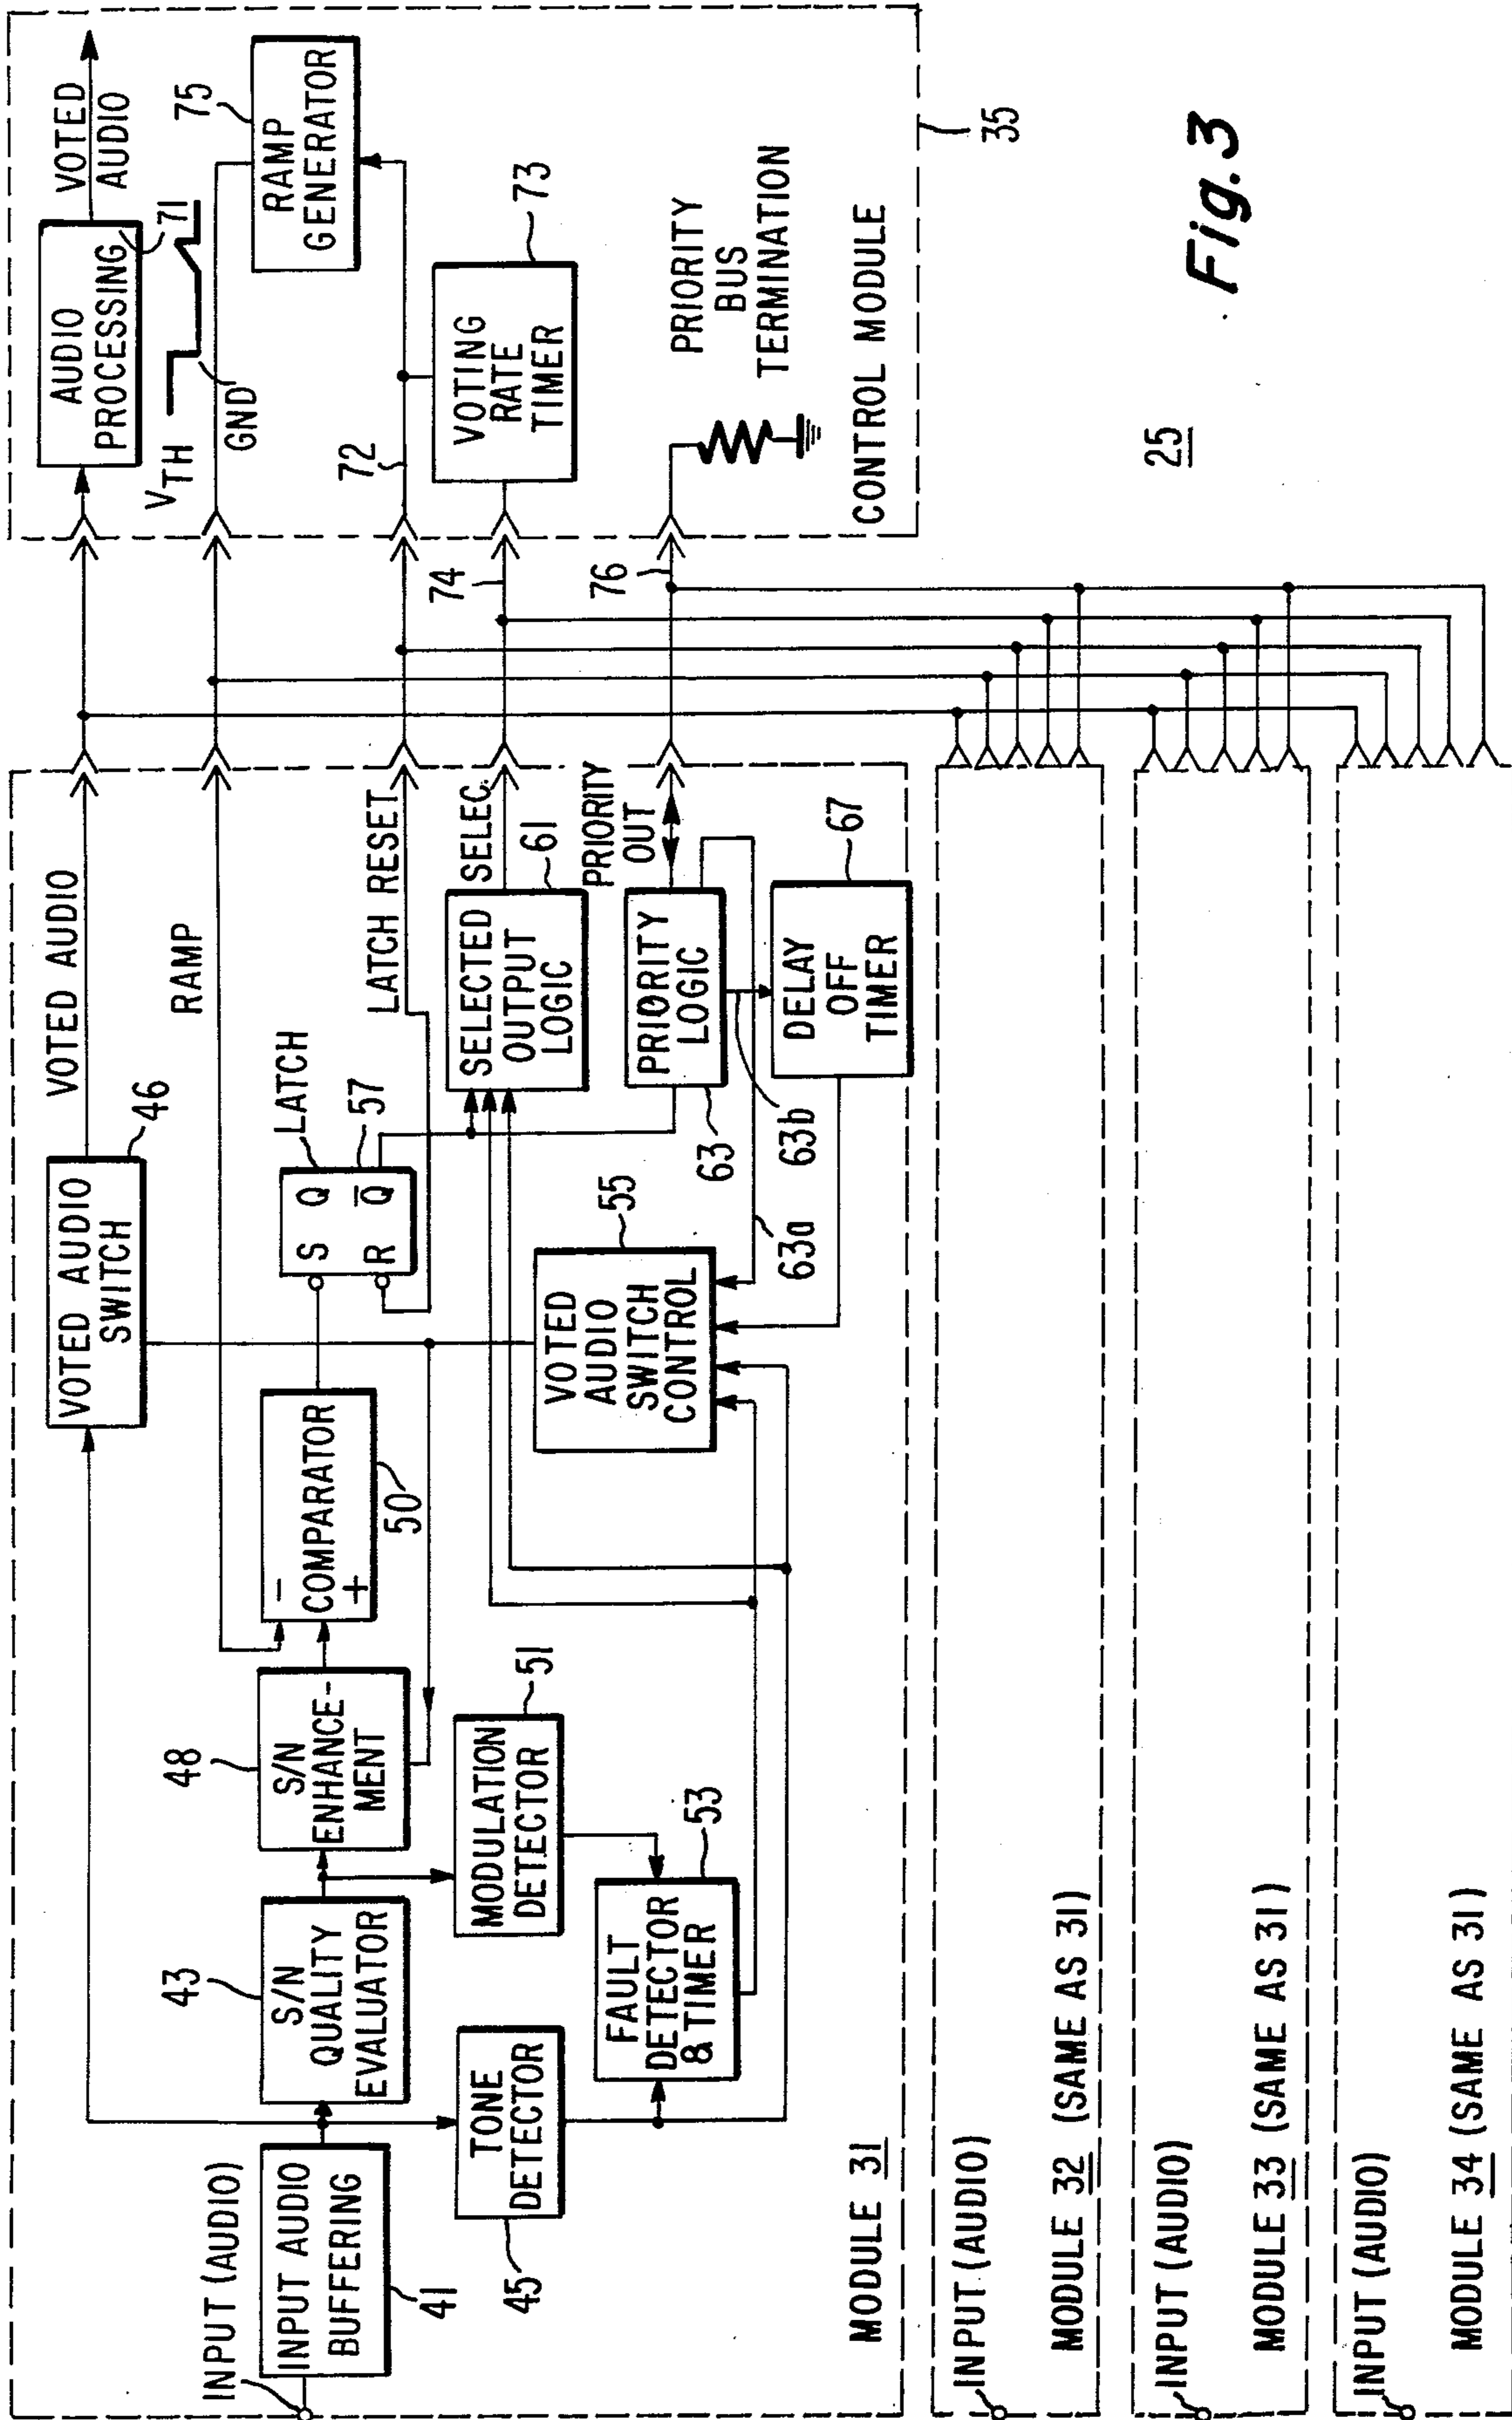 INPUT (AUDIO)
INPUT AUDIO
BUFFERING
41
43
S/N
QUALITY
EVALUATOR
48
S/N
ENHANCE-
MENT
-
COMPARATOR
+
50
VOTED AUDIO
SWITCH
46
VOTED AUDIO
RAMP
LATCH
S Q
R Q̅
57
LATCH RESET
TONE
DETECTOR
45
MODULATION
DETECTOR
51
FAULT
DETECTOR
& TIMER
53
VOTED
AUDIO
SWITCH
CONTROL
55
SELECTED
OUTPUT
LOGIC
61
SELEC.
PRIORITY
OUT
PRIORITY
LOGIC
63
63a
63b
DELAY
OFF
TIMER
67
MODULE 31
INPUT (AUDIO)
MODULE 32 (SAME AS 31)
INPUT (AUDIO)
MODULE 33 (SAME AS 31)
INPUT (AUDIO)
MODULE 34 (SAME AS 31)
AUDIO
PROCESSING
71
VOTED
AUDIO
VTH
GND
75
RAMP
GENERATOR
72
VOTING
RATE
TIMER
73
74
76
PRIORITY
BUS
TERMINATION
CONTROL MODULE
35
25
Fig. 3